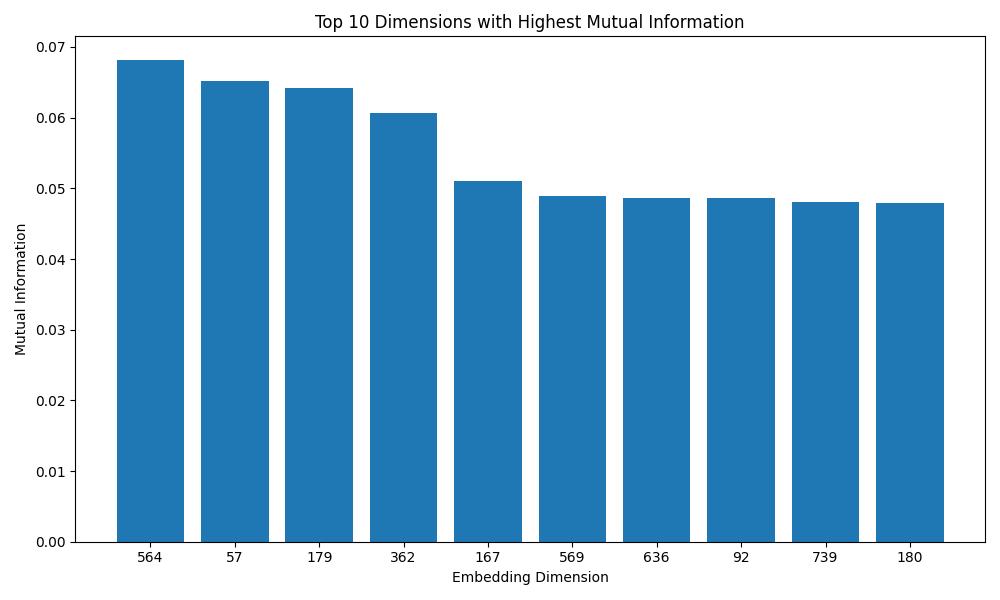 Top 10 Dimensions with Highest Mutual Information
0.07
0.06
0.05
0.04
0.03
0.02
0.01
0.00
Mutual Information
564 57 179 362 167 569 636 92 739 180
Embedding Dimension